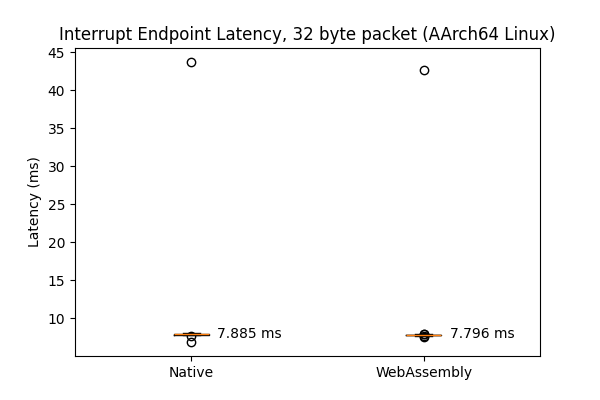 Interrupt Endpoint Latency, 32 byte packet (AArch64 Linux)
Latency (ms)
45
40
35
30
25
20
15
10
7.885 ms
7.796 ms
Native
WebAssembly